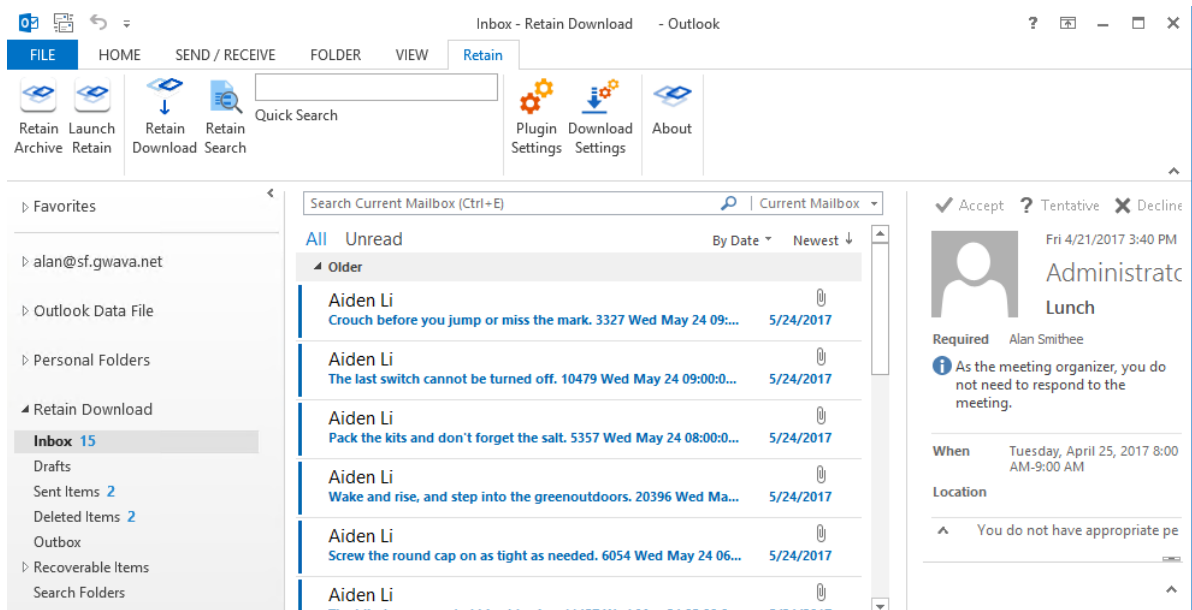 Inbox - Retain Download - Outlook
FILE HOME SEND / RECEIVE FOLDER VIEW Retain
Retain Archive
Launch Retain
Retain Download
Retain Search
Quick Search
Plugin Settings
Download Settings
About
Favorites
alan@sf.gwava.net
Outlook Data File
Personal Folders
Retain Download
Inbox 15
Drafts
Sent Items 2
Deleted Items 2
Outbox
Recoverable Items
Search Folders
Search Current Mailbox (Ctrl+E) Current Mailbox
All Unread By Date Newest ↓
Older
Aiden Li
Crouch before you jump or miss the mark. 3327 Wed May 24 09:... 5/24/2017
Aiden Li
The last switch cannot be turned off. 10479 Wed May 24 09:00:0... 5/24/2017
Aiden Li
Pack the kits and don't forget the salt. 5357 Wed May 24 08:00:0... 5/24/2017
Aiden Li
Wake and rise, and step into the greenoutdoors. 20396 Wed Ma... 5/24/2017
Aiden Li
Screw the round cap on as tight as needed. 6054 Wed May 24 06... 5/24/2017
Aiden Li
Accept ? Tentative Decline
Fri 4/21/2017 3:40 PM
Administratc
Lunch
Required Alan Smithee
As the meeting organizer, you do
not need to respond to the
meeting.
When Tuesday, April 25, 2017 8:00
AM-9:00 AM
Location
You do not have appropriate pe